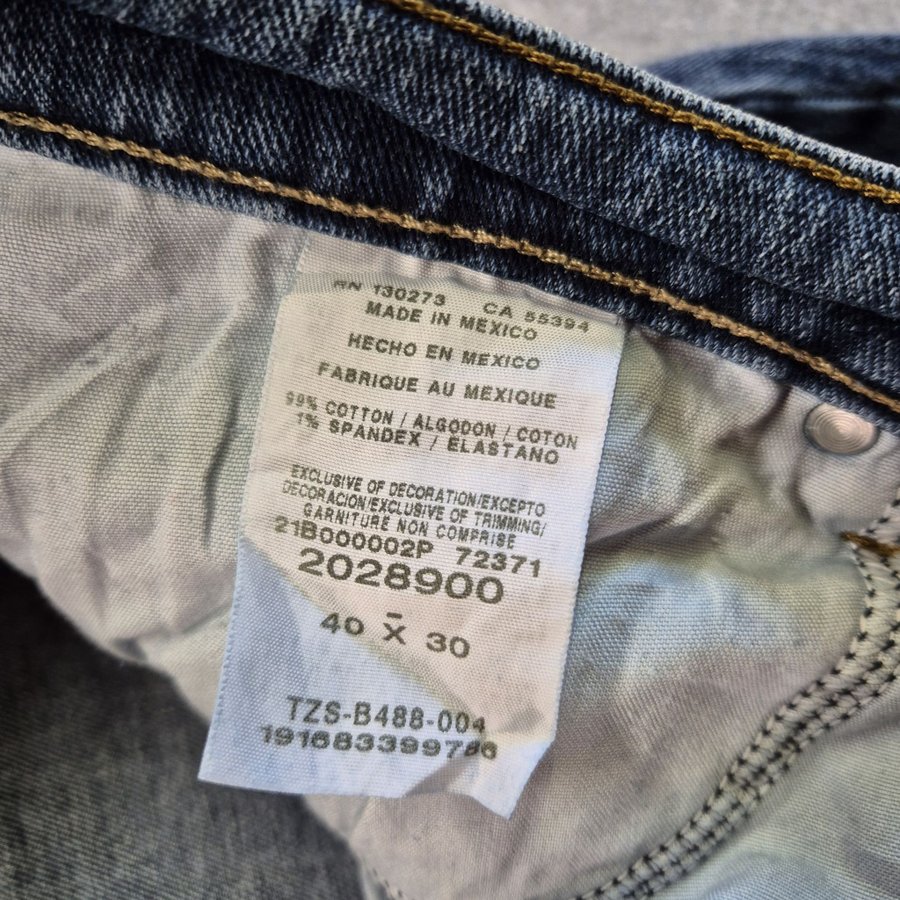 RN 130273 CA 55394
MADE IN MEXICO
HECHO EN MEXICO
FABRIQUE AU MEXIQUE
99% COTTON / ALGODON / COTON
1% SPANDEX / ELASTANO
EXCLUSIVE OF DECORATION/EXCEPTO
DECORACION/EXCLUSIVE OF TRIMMING/
GARNITURE NON COMPRISE
21B000002P 72371
2028900
-
40 X 30
TZS-B488-004
191683399786